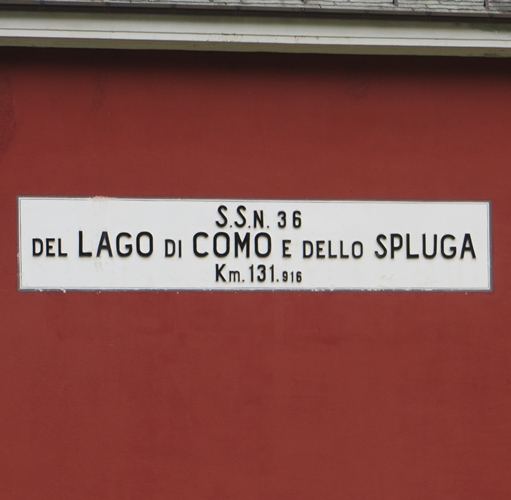 S.S.N. 36
DEL LAGO DI COMO E DELLO SPLUGA
Km. 131.916